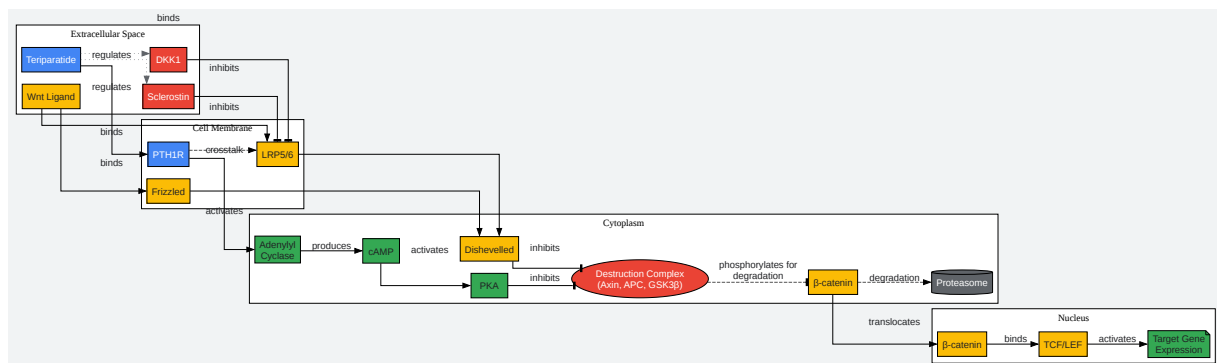 binds
Extracellular Space
Teriparatide
regulates
DKK1
inhibits
Wnt Ligand
regulates
Sclerostin
inhibits
binds
Cell Membrane
PTH1R
crosstalk
LRP5/6
binds
Frizzled
activates
Cytoplasm
Adenylyl
Cyclase
produces
cAMP
activates
Dishevelled
inhibits
PKA
inhibits
Destruction Complex
(Axin, APC, GSK3β)
phosphorylates for
degradation
β-catenin
degradation
Proteasome
translocates
Nucleus
β-catenin
binds
TCF/LEF
activates
Target Gene
Expression